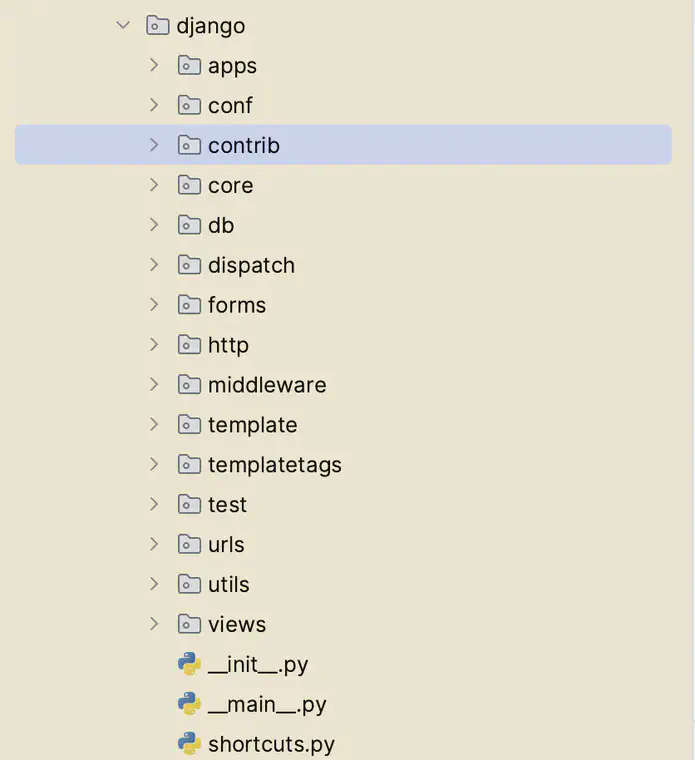 django
apps
conf
contrib
core
db
dispatch
forms
http
middleware
template
templatetags
test
urls
utils
views
__init__.py
__main__.py
shortcuts.py